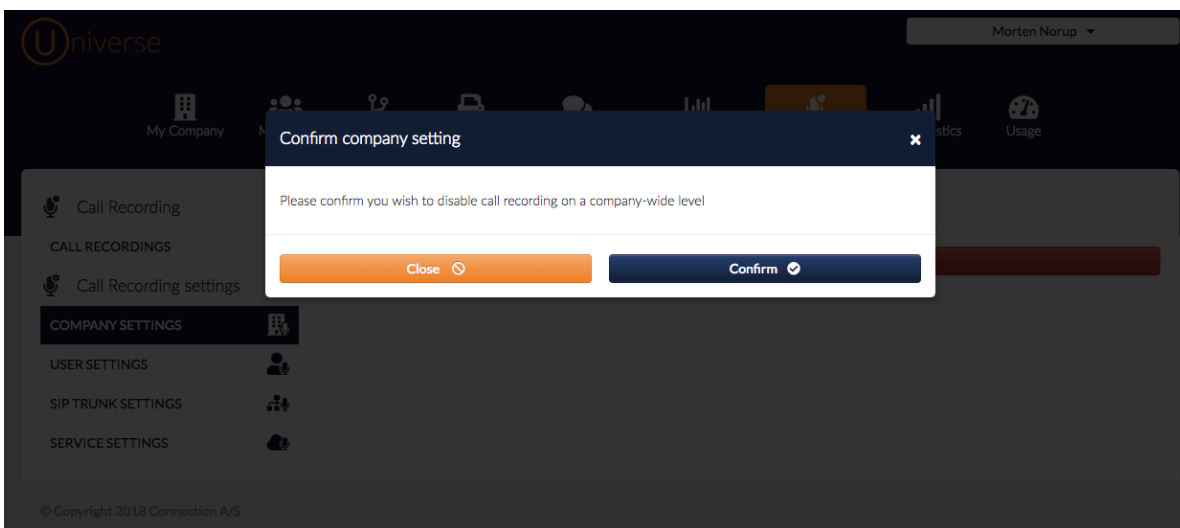 Universe
Morten Norup
My Company
stics
Usage
Confirm company setting
Please confirm you wish to disable call recording on a company-wide level
Close
Confirm
Call Recording
CALL RECORDINGS
Call Recording settings
COMPANY SETTINGS
USER SETTINGS
SIP TRUNK SETTINGS
SERVICE SETTINGS
© Copyright 2018 Connection A/S